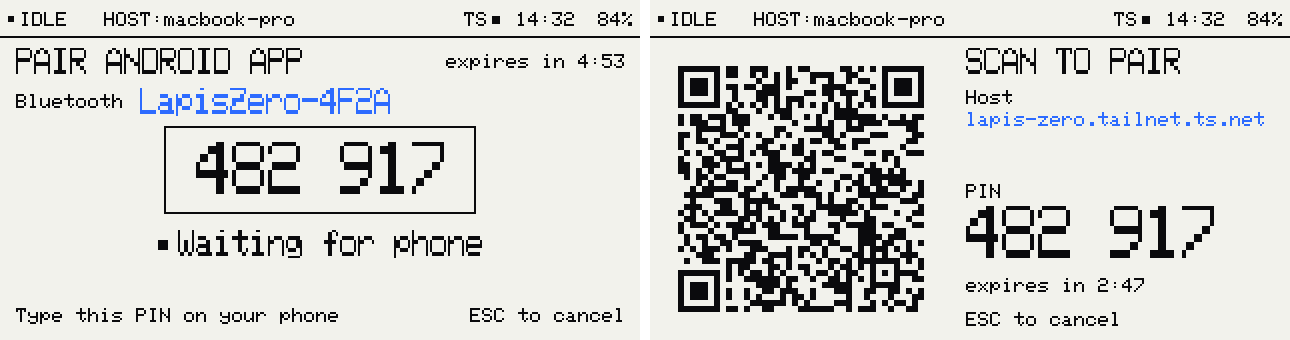 IDLE HOST:macbook-pro TS 14:32 84%
PAIR ANDROID APP expires in 4:53
Bluetooth LapisZero-4F2A
482 917
Waiting for phone
Type this PIN on your phone ESC to cancel
IDLE HOST:macbook-pro TS 14:32 84%
SCAN TO PAIR
Host
lapis-zero.tailnet.ts.net
PIN
482 917
expires in 2:47
ESC to cancel